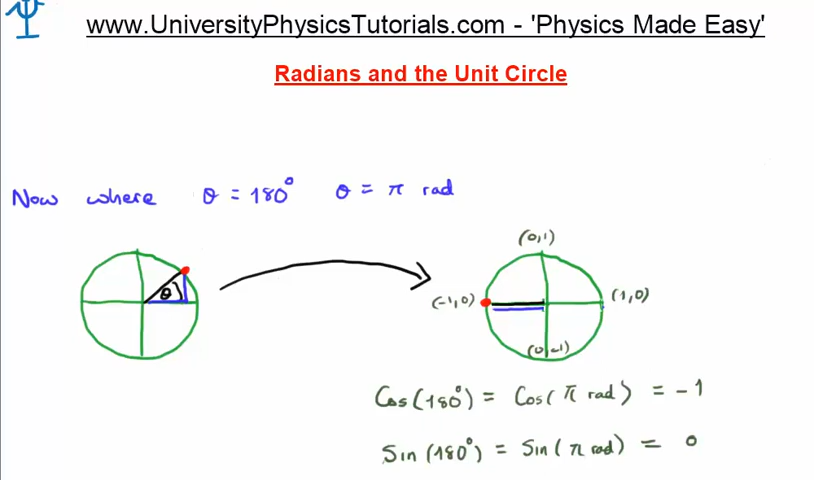 www.UniversityPhysicsTutorials.com - 'Physics Made Easy'
Radians and the Unit Circle
Now where θ = 180° θ = π rad
(0,1)
θ
(-1,0) (1,0)
(0,-1)
Cos(180°) = Cos(π rad) = -1
Sin(180°) = Sin(π rad) = 0